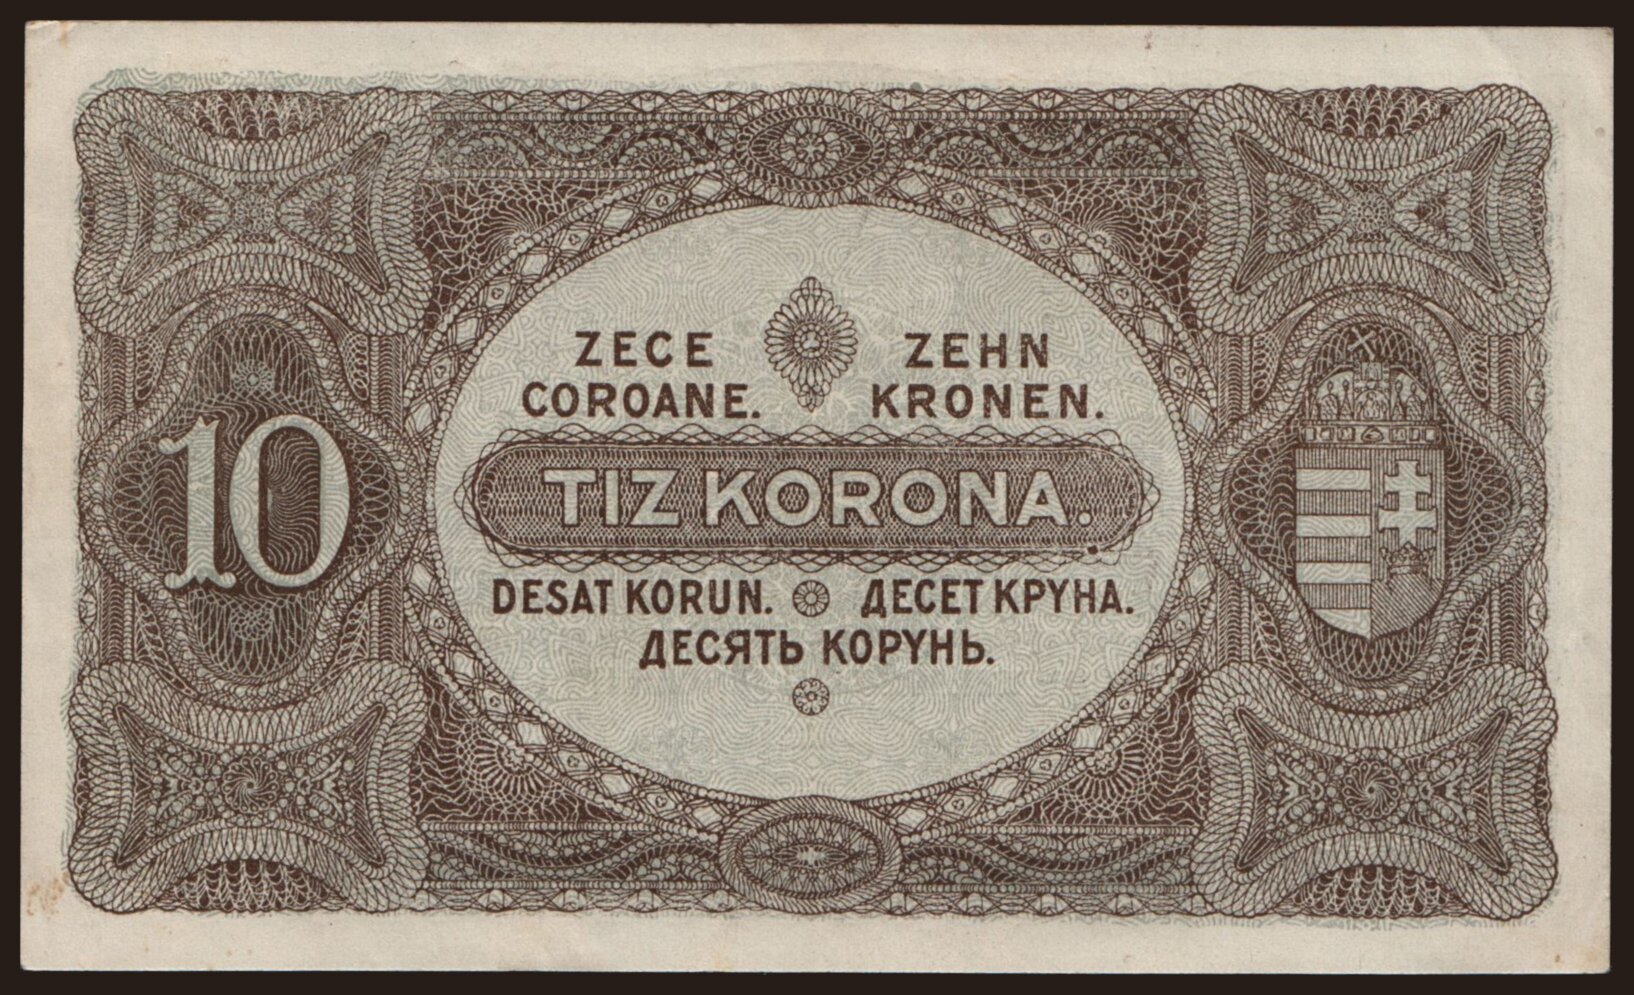 ZECE COROANE.
ZEHN KRONEN.
10
TIZ KORONA.
DESAT KORUN.
ДЕСЕТ КРУНА.
ДЕСЯТЬ КОРУНЬ.